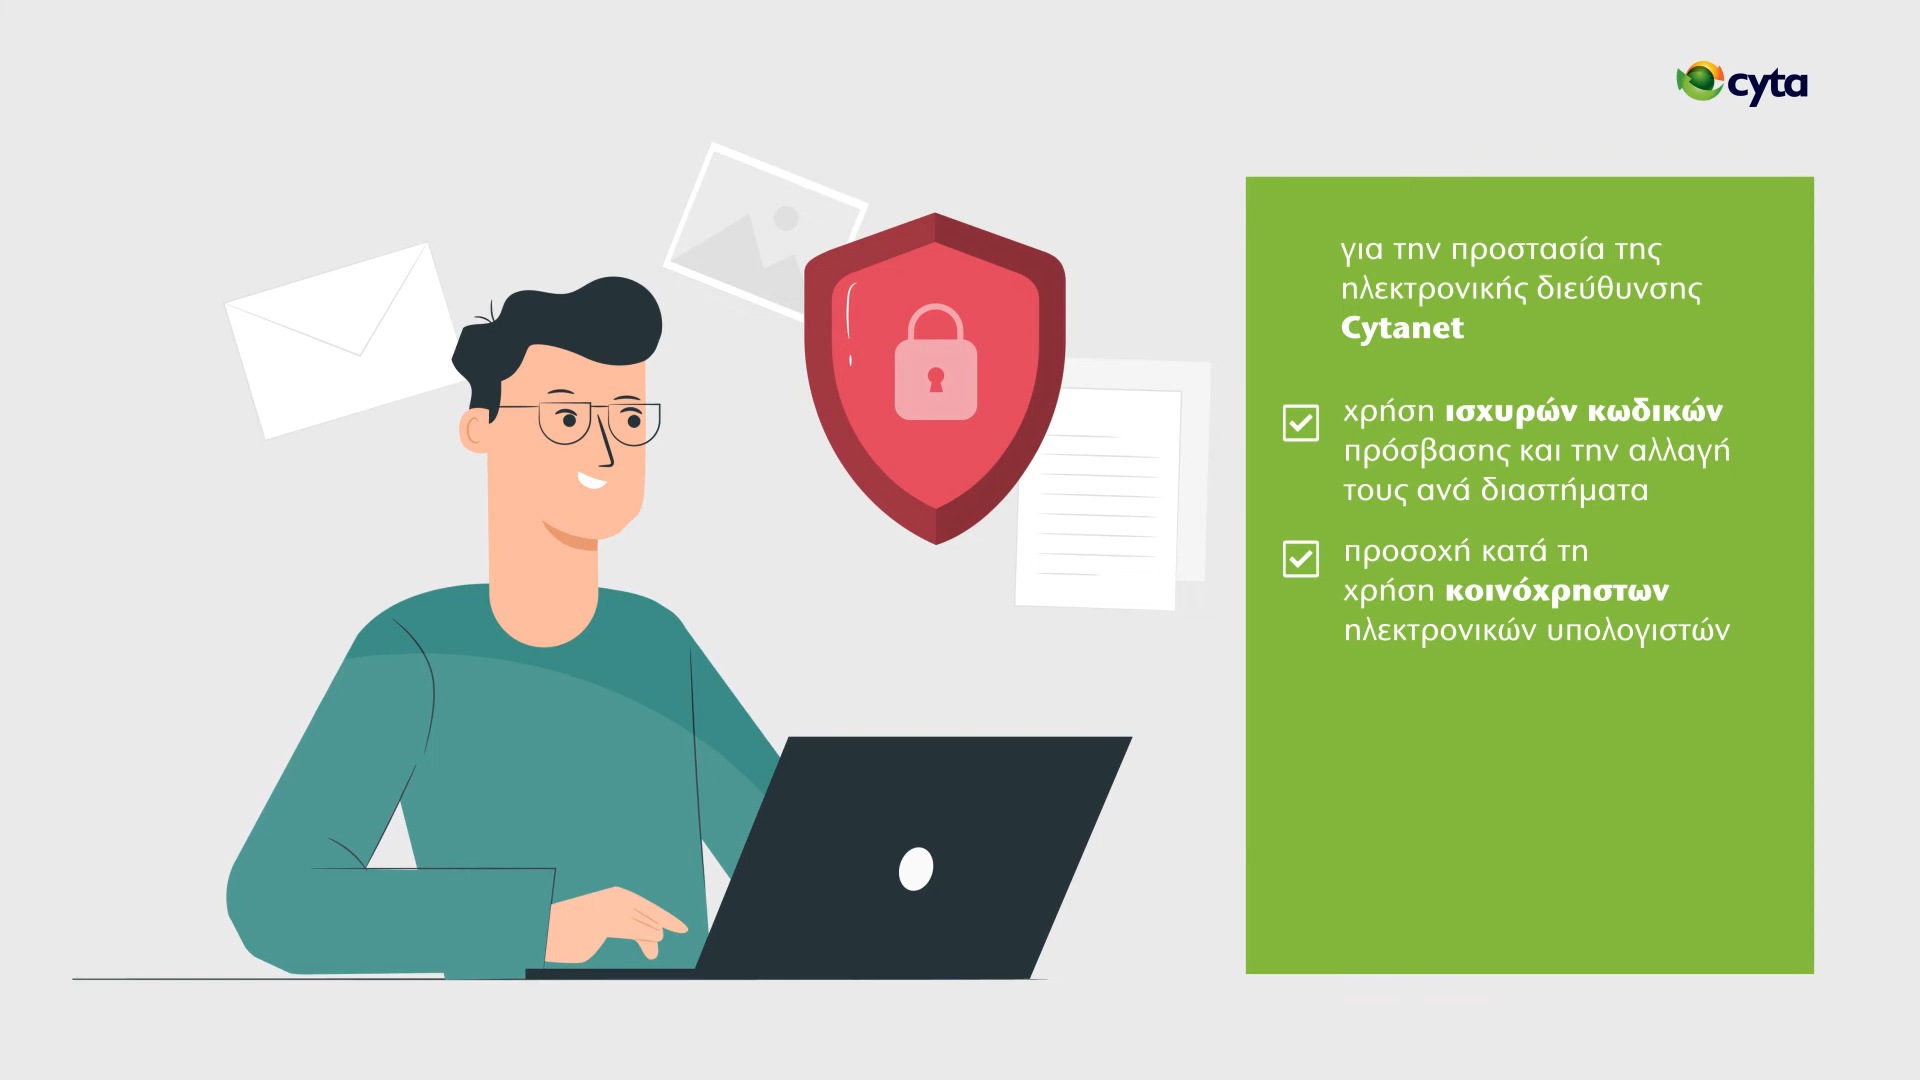 cyta
για την προστασία της
ηλεκτρονικής διεύθυνσης
Cytanet
χρήση ισχυρών κωδικών
πρόσβασης και την αλλαγή
τους ανά διαστήματα
προσοχή κατά τη
χρήση κοινόχρηστων
ηλεκτρονικών υπολογιστών